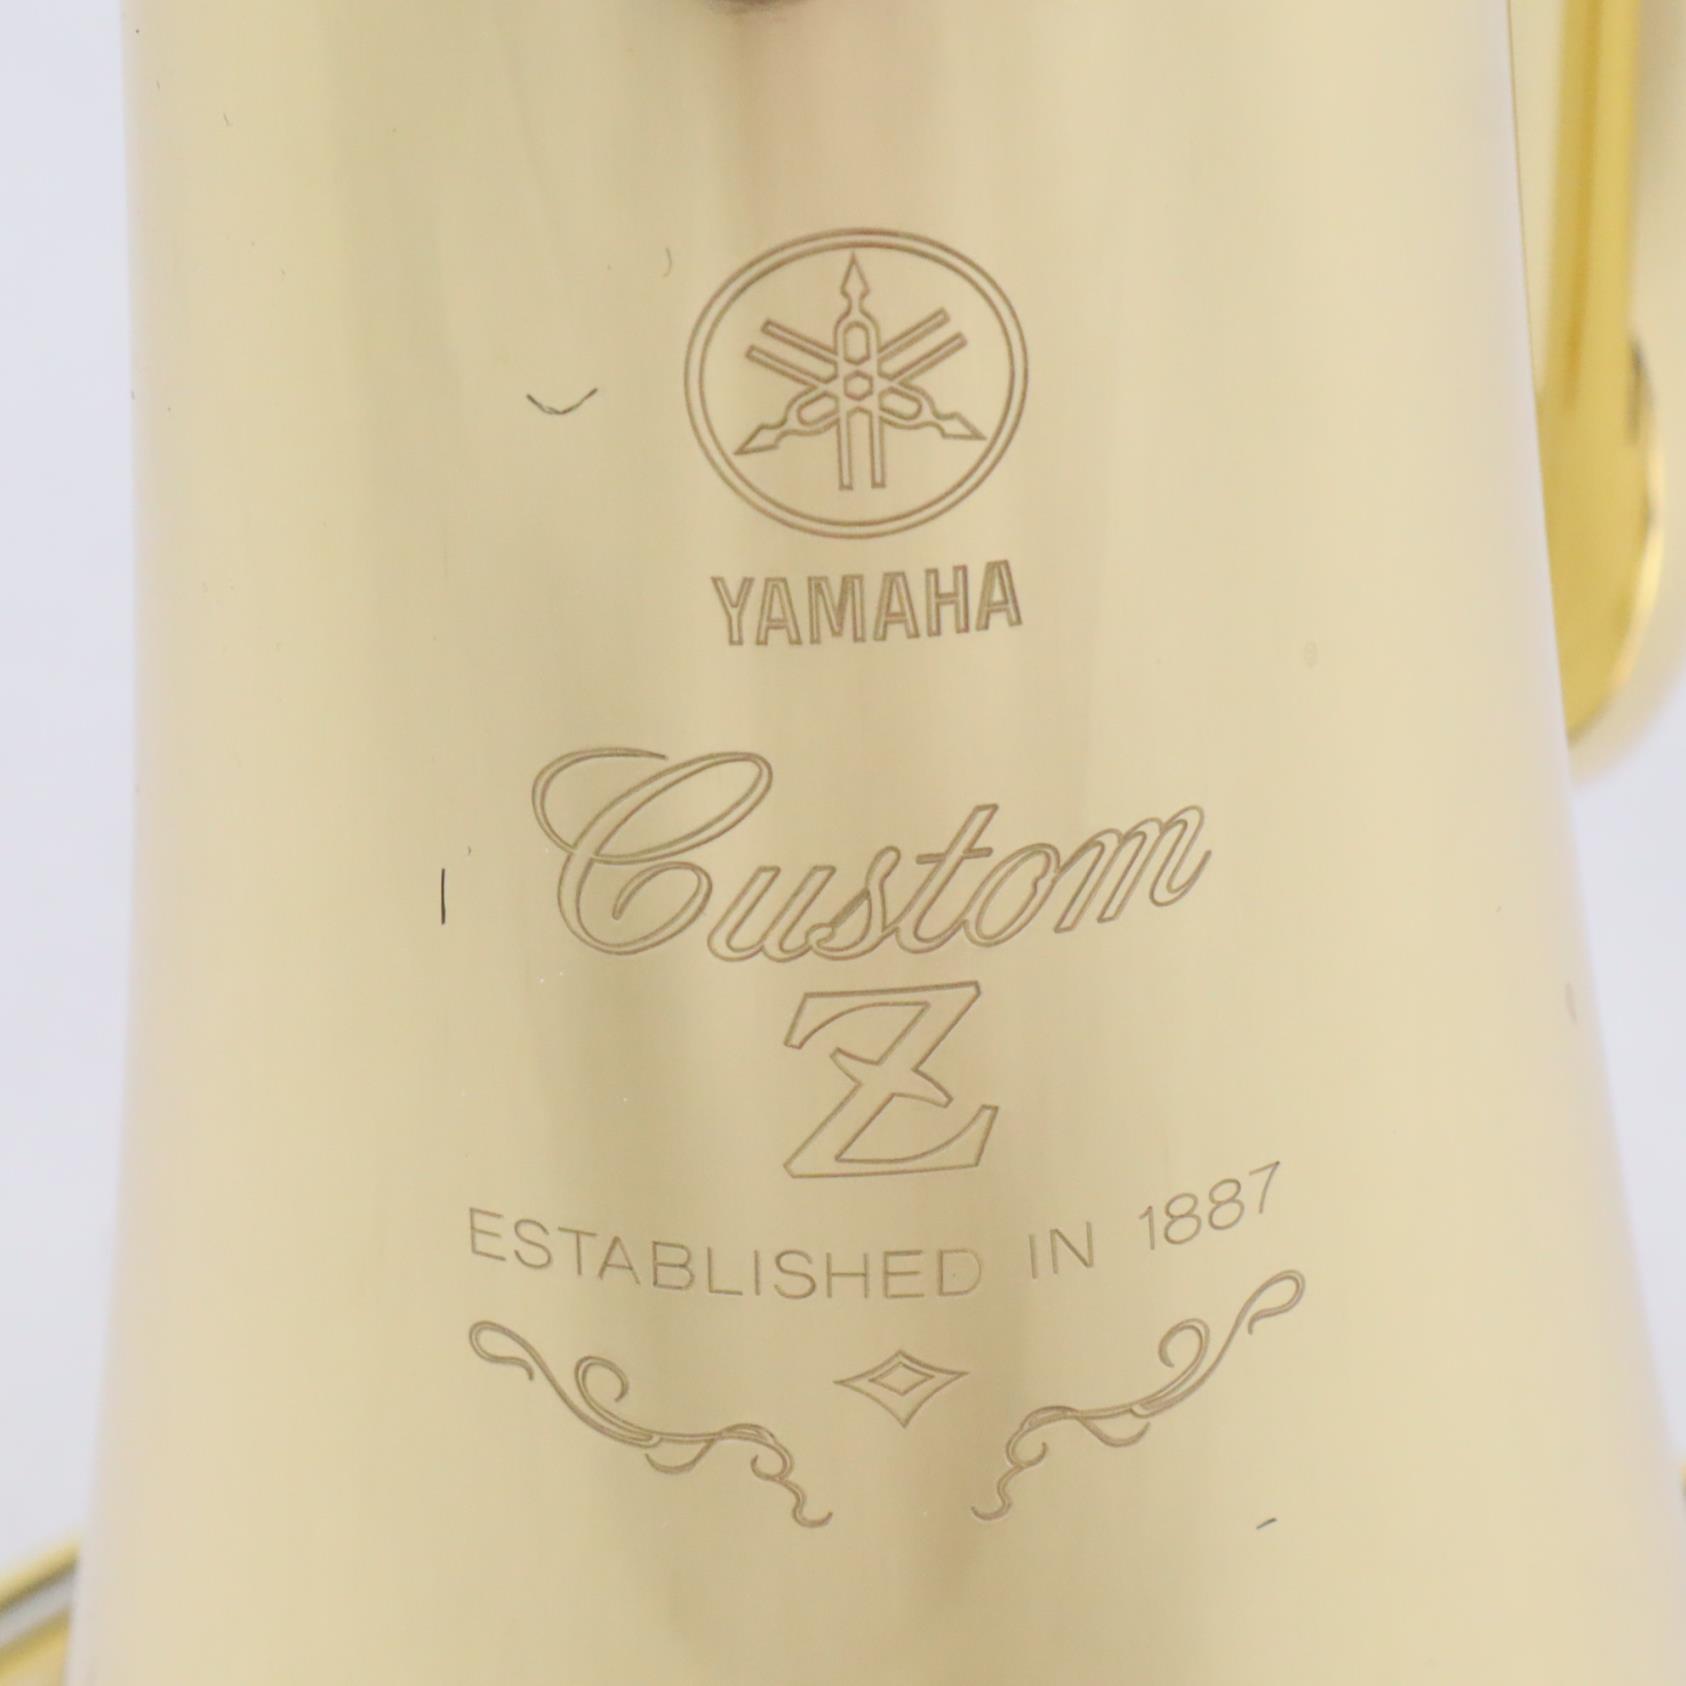 YAMAHA
Custom
Z
ESTABLISHED IN 1887